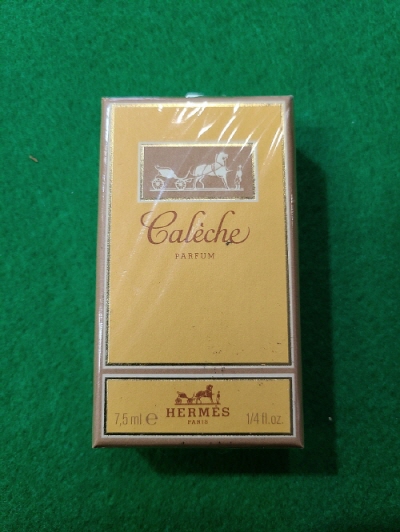 Calèche
PARFUM
HERMÈS
PARIS
7,5 ml ℮ 1/4 fl.oz.